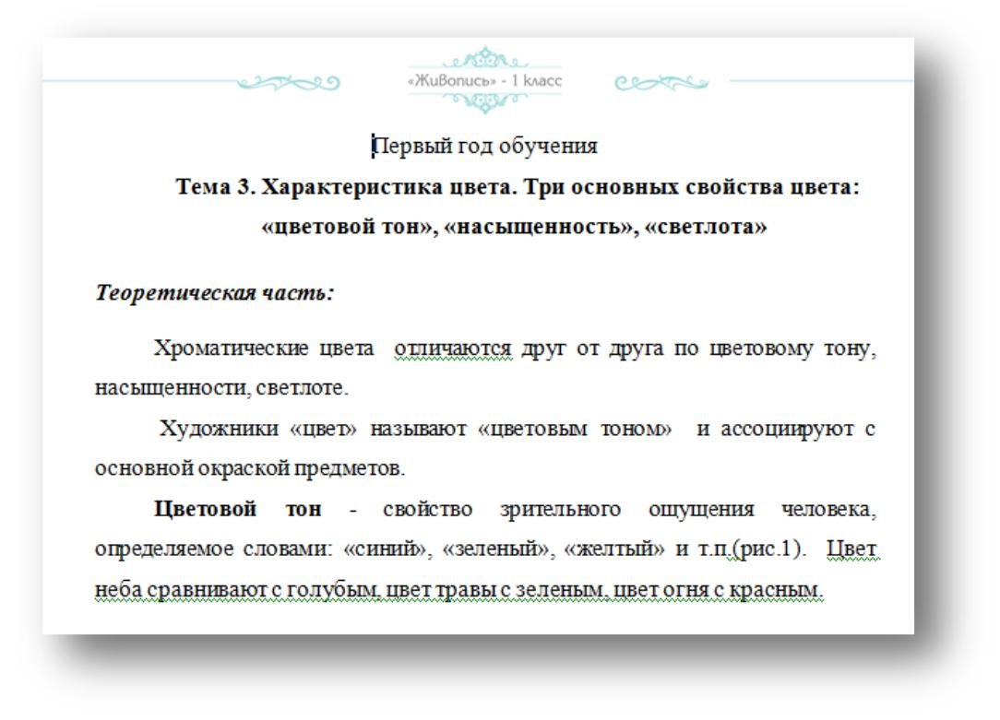 «Живопись» - 1 класс
Первый год обучения
Тема 3. Характеристика цвета. Три основных свойства цвета:
«цветовой тон», «насыщенность», «светлота»
Теоретическая часть:
Хроматические цвета отличаются друг от друга по цветовому тону,
насыщенности, светлоте.
Художники «цвет» называют «цветовым тоном» и ассоциируют с
основной окраской предметов.
Цветовой тон - свойство зрительного ощущения человека,
определяемое словами: «синий», «зеленый», «желтый» и т.п.(рис.1). Цвет
неба сравнивают с голубым, цвет травы с зеленым, цвет огня с красным.